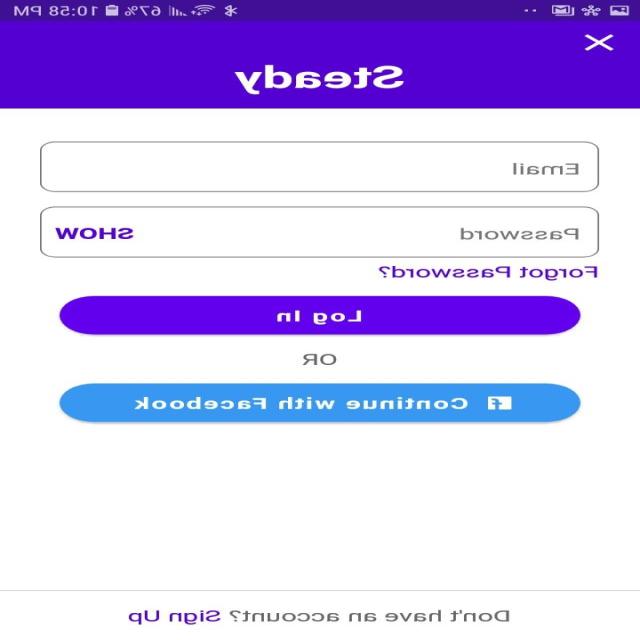 67% 10:58 PM
Steady
Email
Password SHOW
Forgot Password?
Log In
OR
Continue with Facebook
Don't have an account? Sign Up